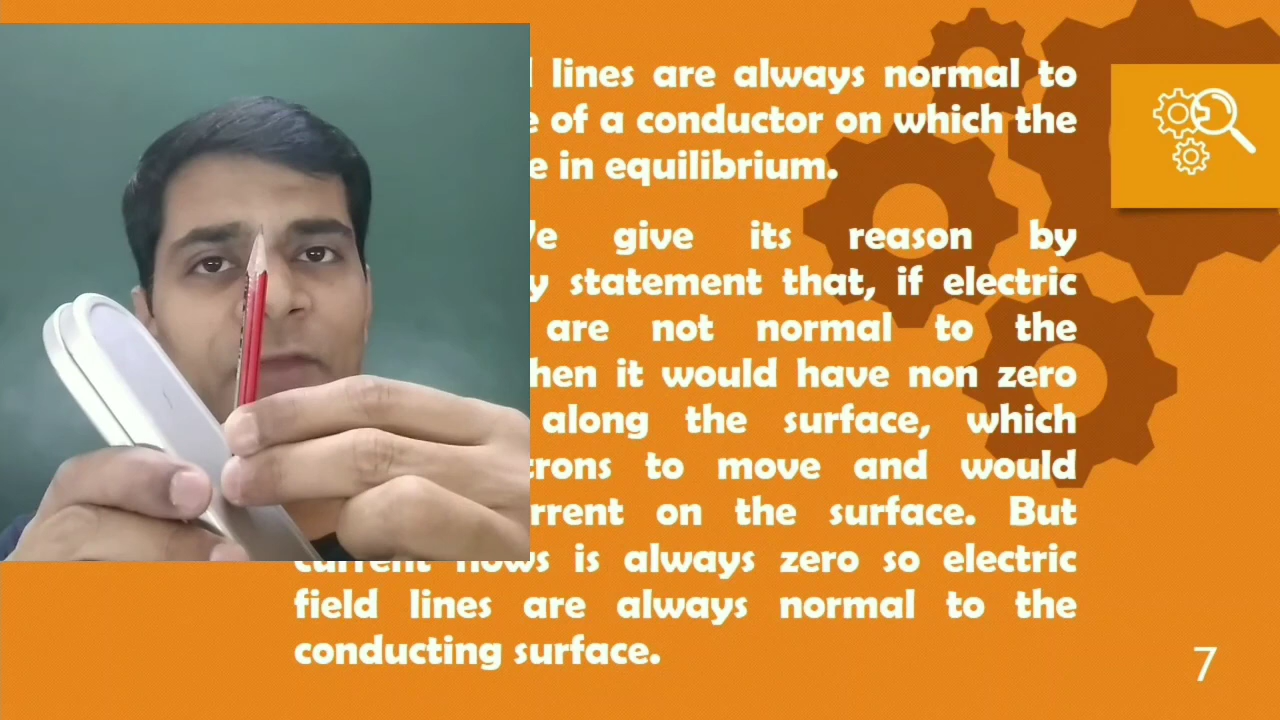 lines are always normal to
of a conductor on which the
in equilibrium.
give its reason by
statement that, if electric
are not normal to the
then it would have non zero
along the surface, which
to move and would
on the surface. But
current flows is always zero so electric
field lines are always normal to the
conducting surface.
7